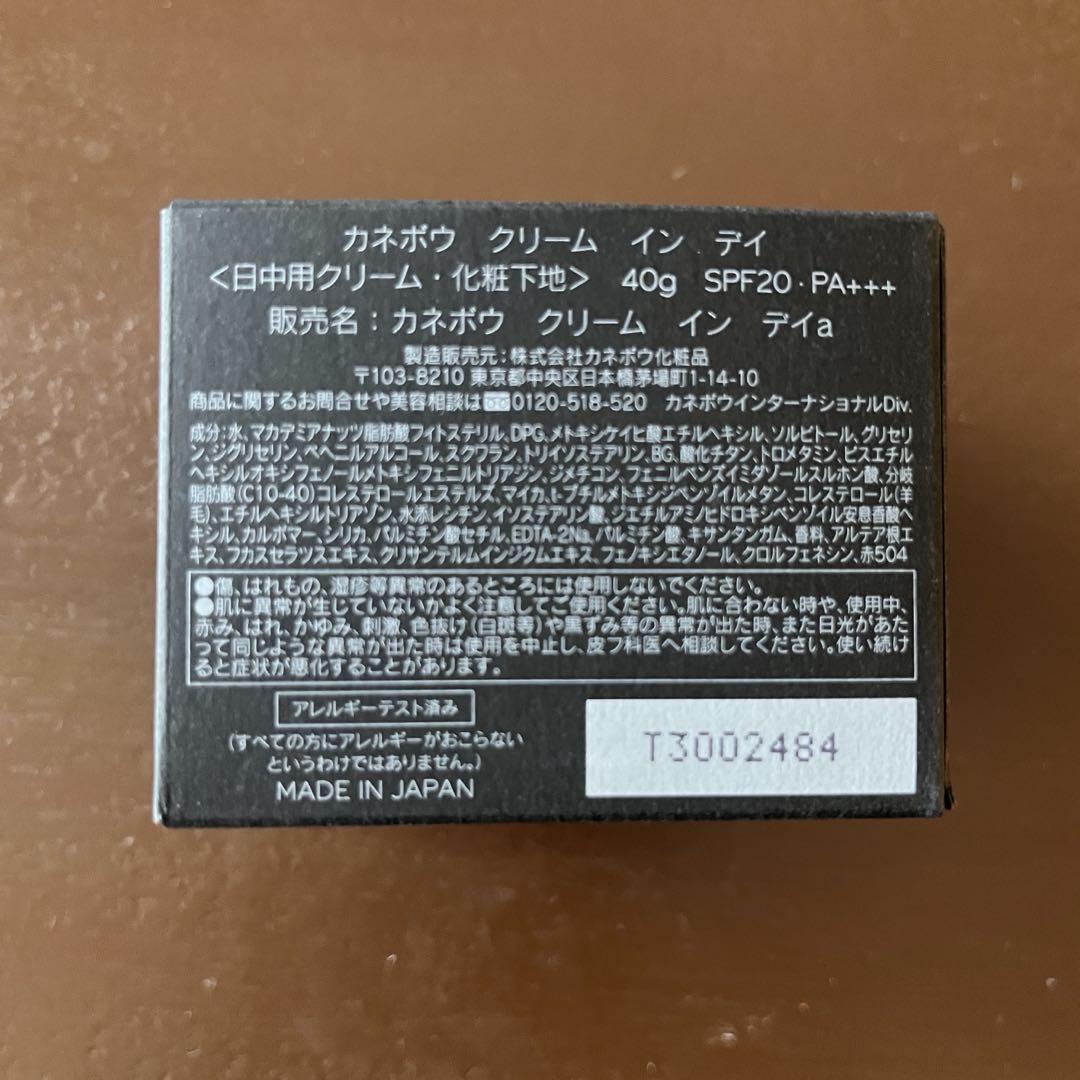 カネボウ クリーム イン デイ
<日中用クリーム・化粧下地> 40g SPF20・PA+++
販売名：カネボウ クリーム イン デイa
製造販売元：株式会社カネボウ化粧品
〒103-8210 東京都中央区日本橋茅場町1-14-10
商品に関するお問合せや美容相談は 0120-518-520 カネボウインターナショナルDiv.
成分：水、マカデミアナッツ脂肪酸フィトステリル、DPG、メトキシケイヒ酸エチルヘキシル、ソルビトール、グリセリ
ン、ジグリセリン、ベヘニルアルコール、スクワラン、トリイソステアリン、BG、酸化チタン、トロメタミン、ビスエチル
ヘキシルオキシフェノールメトキシフェニルトリアジン、ジメチコン、フェニルベンズイミダゾールスルホン酸、分岐
脂肪酸(C10-40)コレステロールエステルズ、マイカ、t-ブチルメトキシジベンゾイルメタン、コレステロール(羊
毛)、エチルヘキシルトリアゾン、水添レシチン、イソステアリン酸、ジエチルアミノヒドロキシベンゾイル安息香酸ヘ
キシル、カルボマー、シリカ、パルミチン酸セチル、EDTA-2Na、パルミチン酸、キサンタンガム、香料、アルテア根エ
キス、フカスセラツスエキス、クリサンテルムインジクムエキス、フェノキシエタノール、クロルフェネシン、赤504
●傷、はれもの、湿疹等異常のあるところには使用しないでください。
●肌に異常が生じていないかよく注意してご使用ください。肌に合わない時や、使用中、
赤み、はれ、かゆみ、刺激、色抜け(白斑等)や黒ずみ等の異常が出た時、また日光があた
って同じような異常が出た時は使用を中止し、皮フ科医へ相談してください。使い続け
ると症状が悪化することがあります。
アレルギーテスト済み
(すべての方にアレルギーがおこらない
というわけではありません。)
MADE IN JAPAN
T3002484